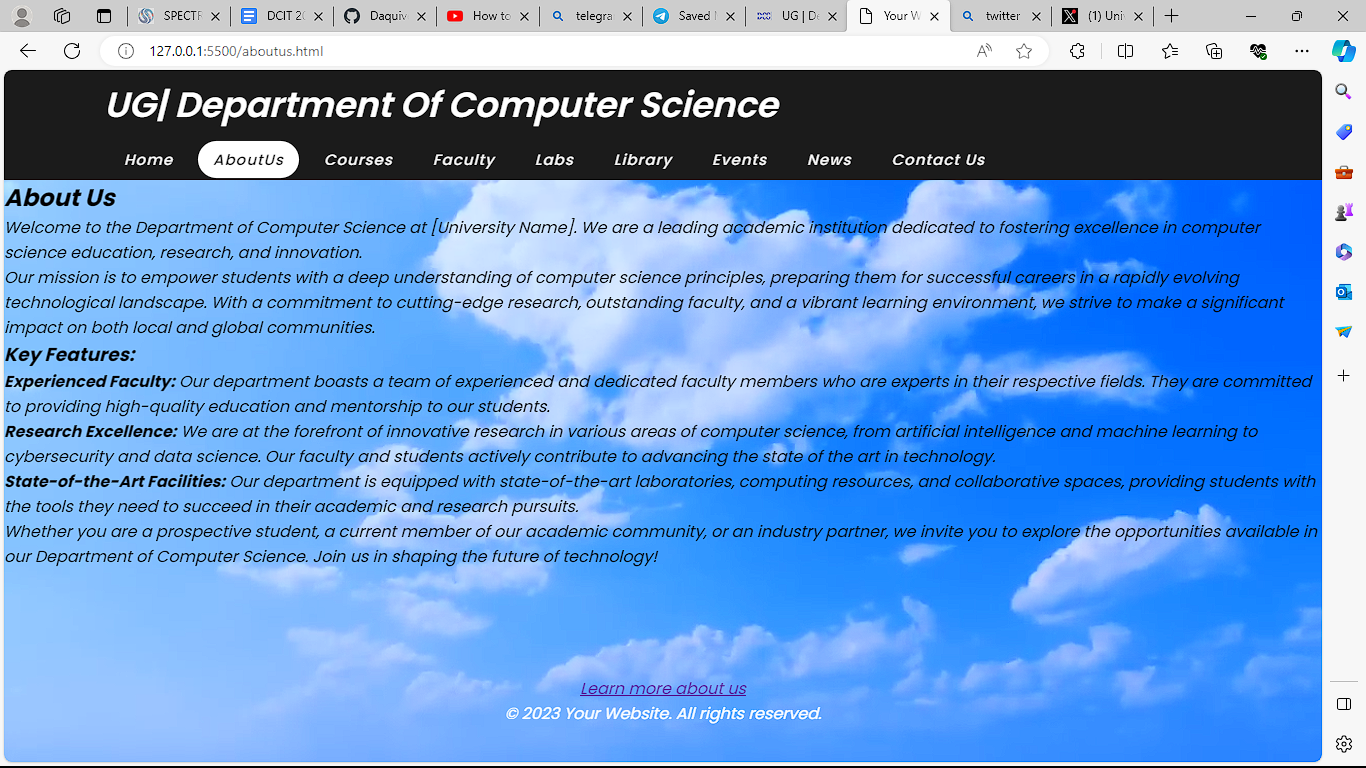 SPECTR
DCIT 20
Daquiv
How to
telegra
Saved M
UG | De
Your W
twitter
(1) Univ
127.0.0.1:5500/aboutus.html
UG| Department Of Computer Science
Home AboutUs Courses Faculty Labs Library Events News Contact Us
About Us
Welcome to the Department of Computer Science at [University Name]. We are a leading academic institution dedicated to fostering excellence in computer
science education, research, and innovation.
Our mission is to empower students with a deep understanding of computer science principles, preparing them for successful careers in a rapidly evolving
technological landscape. With a commitment to cutting-edge research, outstanding faculty, and a vibrant learning environment, we strive to make a significant
impact on both local and global communities.
Key Features:
Experienced Faculty: Our department boasts a team of experienced and dedicated faculty members who are experts in their respective fields. They are committed
to providing high-quality education and mentorship to our students.
Research Excellence: We are at the forefront of innovative research in various areas of computer science, from artificial intelligence and machine learning to
cybersecurity and data science. Our faculty and students actively contribute to advancing the state of the art in technology.
State-of-the-Art Facilities: Our department is equipped with state-of-the-art laboratories, computing resources, and collaborative spaces, providing students with
the tools they need to succeed in their academic and research pursuits.
Whether you are a prospective student, a current member of our academic community, or an industry partner, we invite you to explore the opportunities available in
our Department of Computer Science. Join us in shaping the future of technology!
Learn more about us
© 2023 Your Website. All rights reserved.